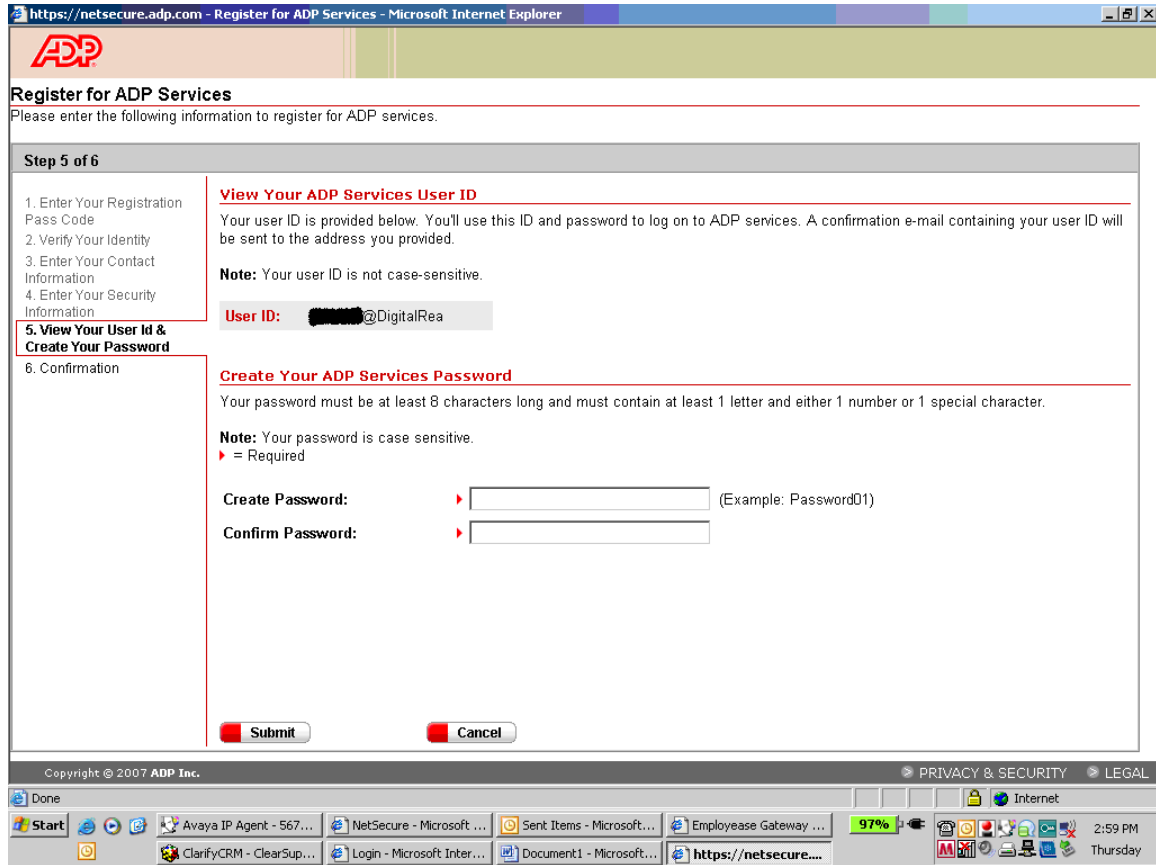 https://netsecure.adp.com - Register for ADP Services - Microsoft Internet Explorer
ADP
Register for ADP Services
Please enter the following information to register for ADP services.
Step 5 of 6
1. Enter Your Registration
Pass Code
2. Verify Your Identity
3. Enter Your Contact
Information
4. Enter Your Security
Information
5. View Your User Id &
Create Your Password
6. Confirmation
View Your ADP Services User ID
Your user ID is provided below. You'll use this ID and password to log on to ADP services. A confirmation e-mail containing your user ID will
be sent to the address you provided.
Note: Your user ID is not case-sensitive.
User ID: @DigitalRea
Create Your ADP Services Password
Your password must be at least 8 characters long and must contain at least 1 letter and either 1 number or 1 special character.
Note: Your password is case sensitive.
= Required
Create Password: (Example: Password01)
Confirm Password:
Submit Cancel
Copyright © 2007 ADP Inc. PRIVACY & SECURITY LEGAL
Done Internet
Start Avaya IP Agent - 567... NetSecure - Microsoft ... Sent Items - Microsoft... Employease Gateway ... 97% 2:59 PM
ClarifyCRM - ClearSup... Login - Microsoft Inter... Document1 - Microsoft... https://netsecure.... Thursday